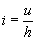 i = u/h